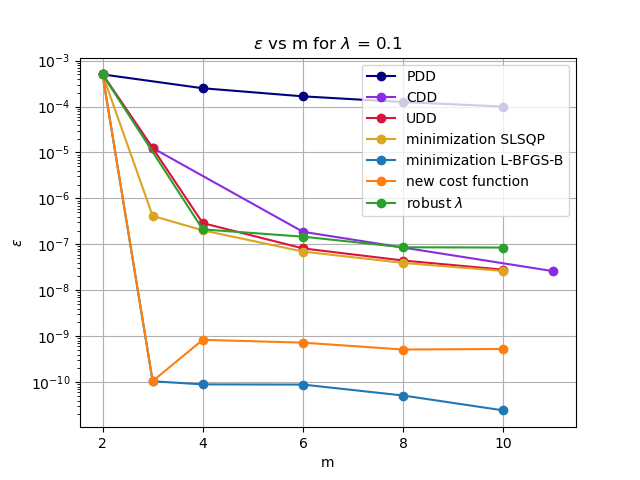 ε vs m for λ = 0.1
10⁻³
10⁻⁴
10⁻⁵
10⁻⁶
10⁻⁷
10⁻⁸
10⁻⁹
10⁻¹⁰
ε
PDD
CDD
UDD
minimization SLSQP
minimization L-BFGS-B
new cost function
robust λ
2
4
6
8
10
m